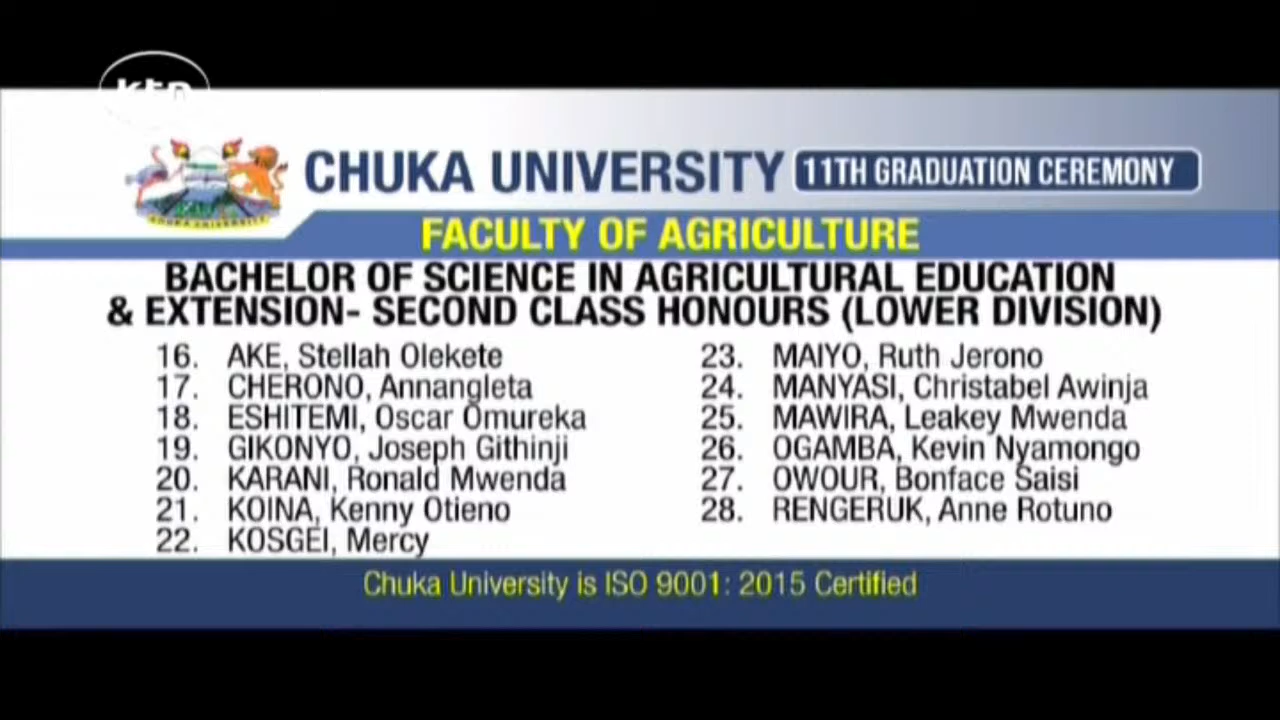 ktn
CHUKA UNIVERSITY
11TH GRADUATION CEREMONY
CHUKA UNIVERSITY
FACULTY OF AGRICULTURE
BACHELOR OF SCIENCE IN AGRICULTURAL EDUCATION
& EXTENSION- SECOND CLASS HONOURS (LOWER DIVISION)
16. AKE, Stellah Olekete
17. CHERONO, Annangleta
18. ESHITEMI, Oscar Omureka
19. GIKONYO, Joseph Githinji
20. KARANI, Ronald Mwenda
21. KOINA, Kenny Otieno
22. KOSGEI, Mercy
23. MAIYO, Ruth Jerono
24. MANYASI, Christabel Awinja
25. MAWIRA, Leakey Mwenda
26. OGAMBA, Kevin Nyamongo
27. OWOUR, Bonface Saisi
28. RENGERUK, Anne Rotuno
Chuka University is ISO 9001: 2015 Certified